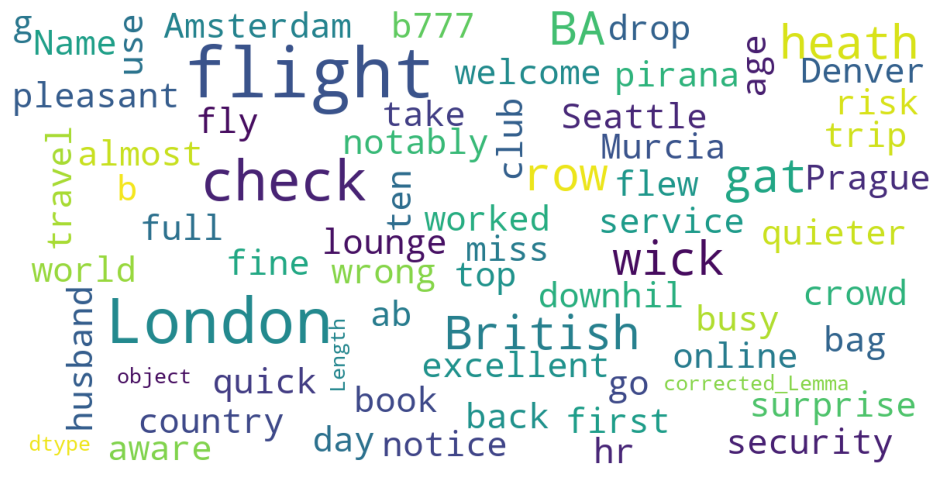 g
Name
use
Amsterdam
b777
BA
drop
age
heath
flight
welcome
pirana
Denver
pleasant
fly
take
club
Seattle
risk
travel
almost
notably
Murcia
trip
b
check
ten
row
flew
gat
Prague
full
worked
service
quieter
world
fine
lounge
miss
wick
wrong
top
downhil
crowd
husband
London
Length
ab
British
busy
bag
object
quick
excellent
online
go
corrected_Lemma
book
surprise
country
back
first
dtype
aware
day
notice
hr
security